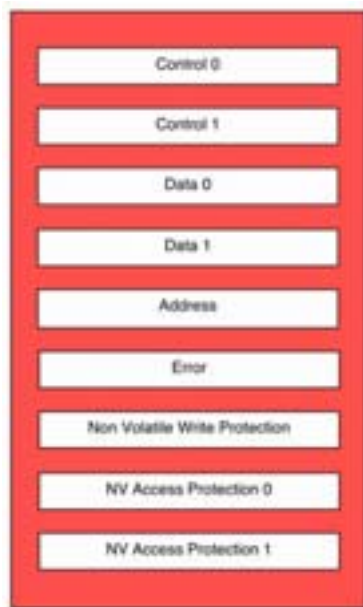 Control 0
Control 1
Data 0
Data 1
Address
Error
Non Volatile Write Protection
NV Access Protection 0
NV Access Protection 1